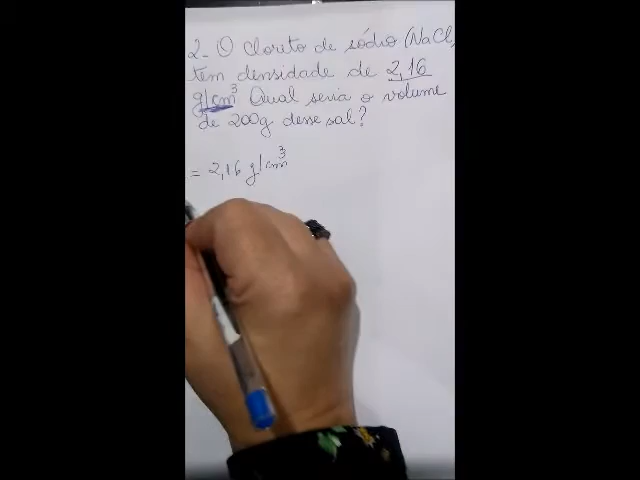 2- O cloreto de sódio (NaCl)
tem densidade de 2,16
g/cm³ Qual seria o volume
de 200g desse sal?
= 2,16 g/cm³